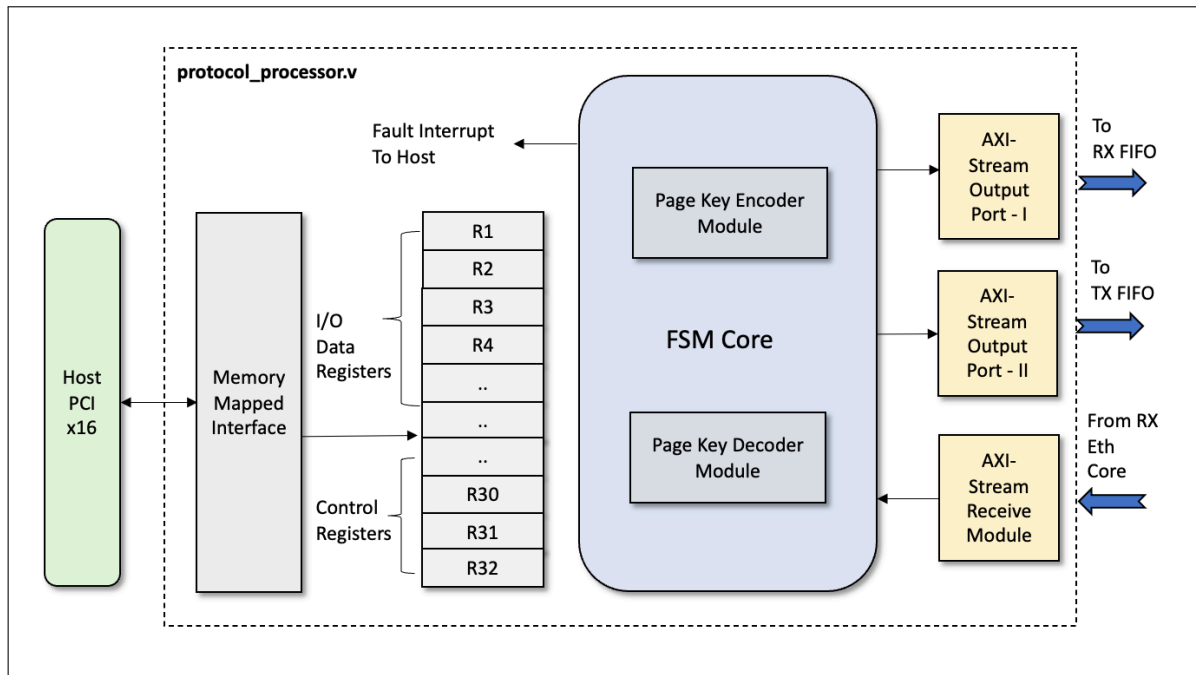 protocol_processor.v
Fault Interrupt
To Host
Host
PCI
x16
Memory
Mapped
Interface
I/O
Data
Registers
Control
Registers
R1
R2
R3
R4
..
..
..
R30
R31
R32
Page Key Encoder
Module
FSM Core
Page Key Decoder
Module
AXI-
Stream
Output
Port - I
To
RX FIFO
AXI-
Stream
Output
Port - II
To
TX FIFO
AXI-
Stream
Receive
Module
From RX
Eth
Core